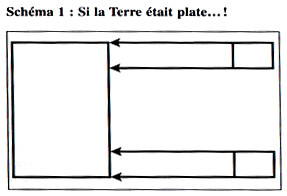 Schéma 1 : Si la Terre était plate…!